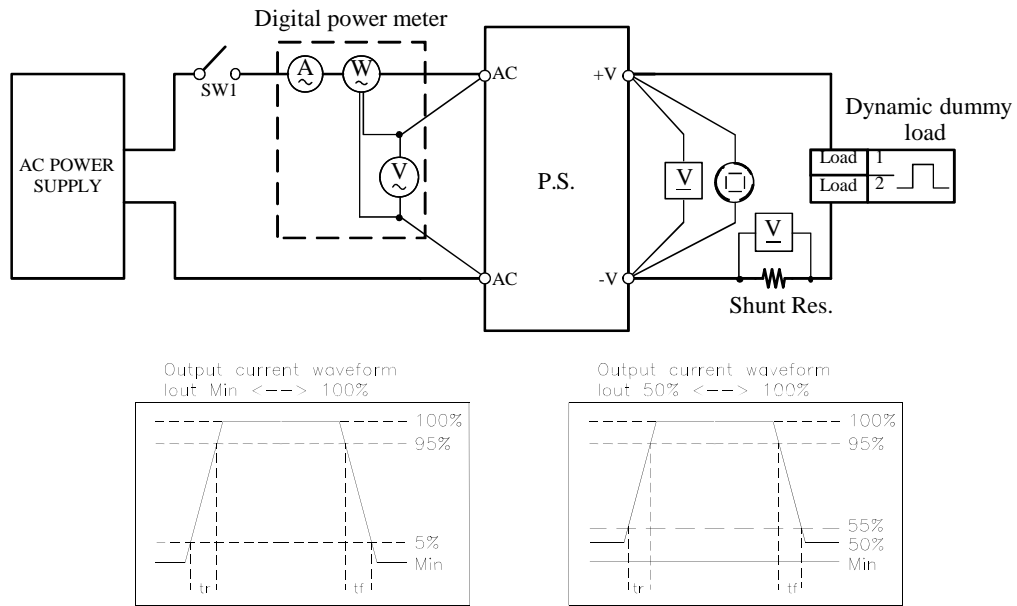 Digital power meter
A
W
SW1
AC
+V
Dynamic dummy
load
AC POWER
SUPPLY
V
P.S.
V
Load 1
Load 2
V
AC
-V
Shunt Res.
Output current waveform
Iout Min <--> 100%
100%
95%
5%
Min
tr
tf
Output current waveform
Iout 50% <--> 100%
100%
95%
55%
50%
Min
tr
tf